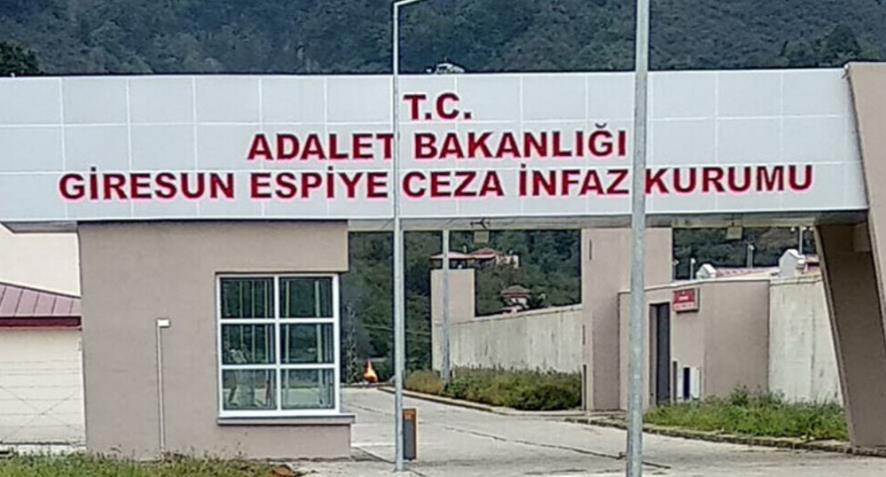 T.C.
ADALET BAKANLIĞI
GİRESUN ESPİYE CEZA İNFAZ KURUMU